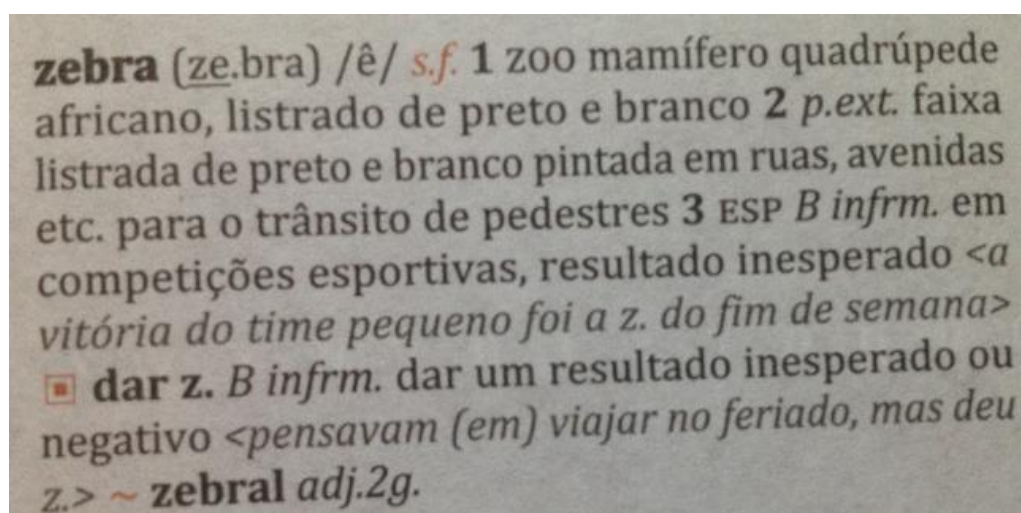 zebra (ze.bra) /ê/ s.f. 1 ZOO mamífero quadrúpede
africano, listrado de preto e branco 2 p.ext. faixa
listrada de preto e branco pintada em ruas, avenidas
etc. para o trânsito de pedestres 3 ESP B infrm. em
competições esportivas, resultado inesperado <a
vitória do time pequeno foi a z. do fim de semana>
▣ dar z. B infrm. dar um resultado inesperado ou
negativo <pensavam (em) viajar no feriado, mas deu
z.> ~ zebral adj.2g.